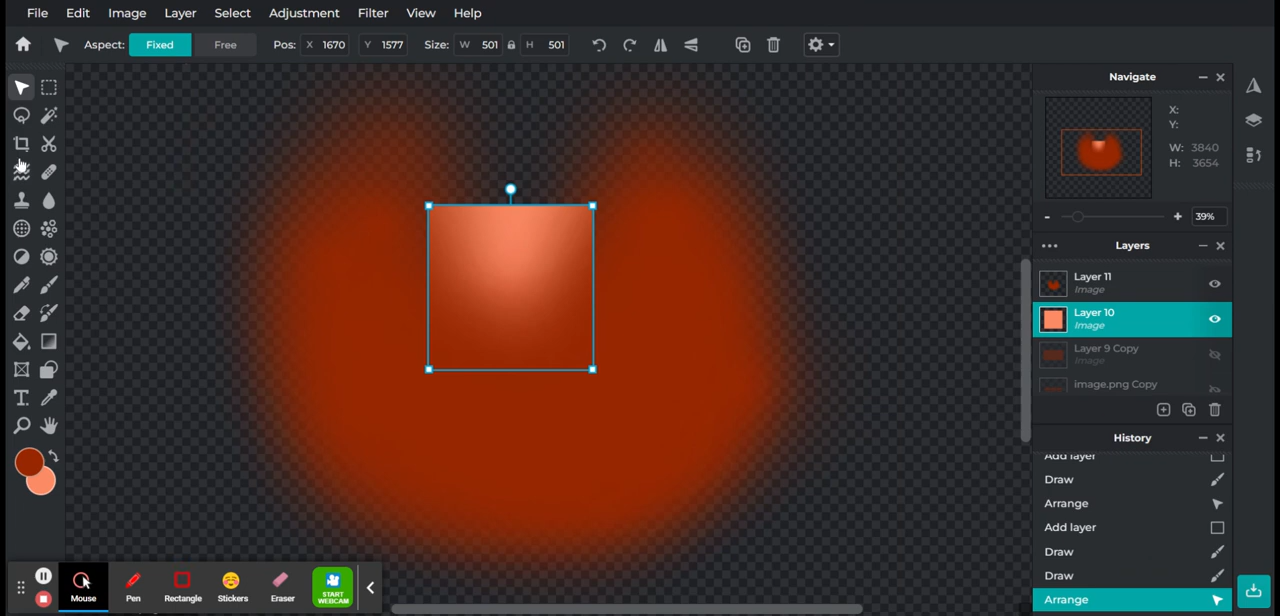 File Edit Image Layer Select Adjustment Filter View Help
Aspect: Fixed Free Pos: X 1670 Y 1577 Size: W 501 H 501
Navigate
X:
Y:
W: 3840
H: 3654
- + 39%
Layers
Layer 11
Image
Layer 10
Image
Layer 9 Copy
Image
image.png Copy
History
Add layer
Draw
Arrange
Add layer
Draw
Draw
Arrange
Mouse Pen Rectangle Stickers Eraser START WEBCAM